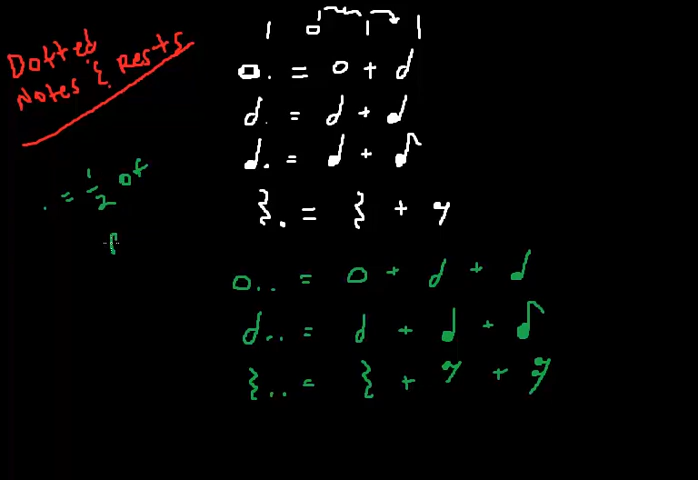 Dotted
Notes & Rests
𝅝. = 𝅝 + 𝅗𝅥
𝅗𝅥. = 𝅗𝅥 + 𝅘𝅥
𝅘𝅥. = 𝅘𝅥 + 𝅘𝅥𝅮
𝄽. = 𝄽 + 𝄾
. = 1/2 of
𝅝.. = 𝅝 + 𝅗𝅥 + 𝅘𝅥
𝅗𝅥.. = 𝅗𝅥 + 𝅘𝅥 + 𝅘𝅥𝅮
𝄽.. = 𝄽 + 𝄾 + 𝄿